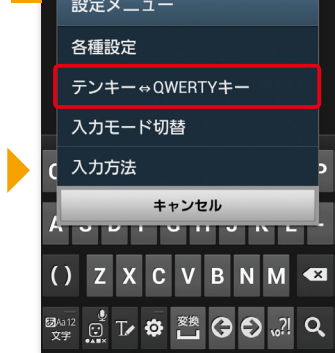 設定メニュー
各種設定
テンキー⇔QWERTYキー
入力モード切替
入力方法
キャンセル
A S D F G H J K L -
() Z X C V B N M
あAa12
文字
変換
?!